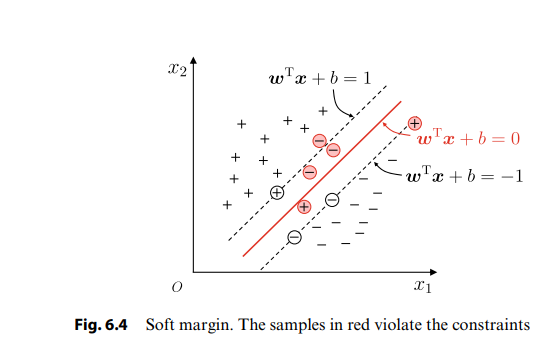 x₂
wᵀx + b = 1
wᵀx + b = 0
wᵀx + b = −1
O
x₁
Fig. 6.4 Soft margin. The samples in red violate the constraints